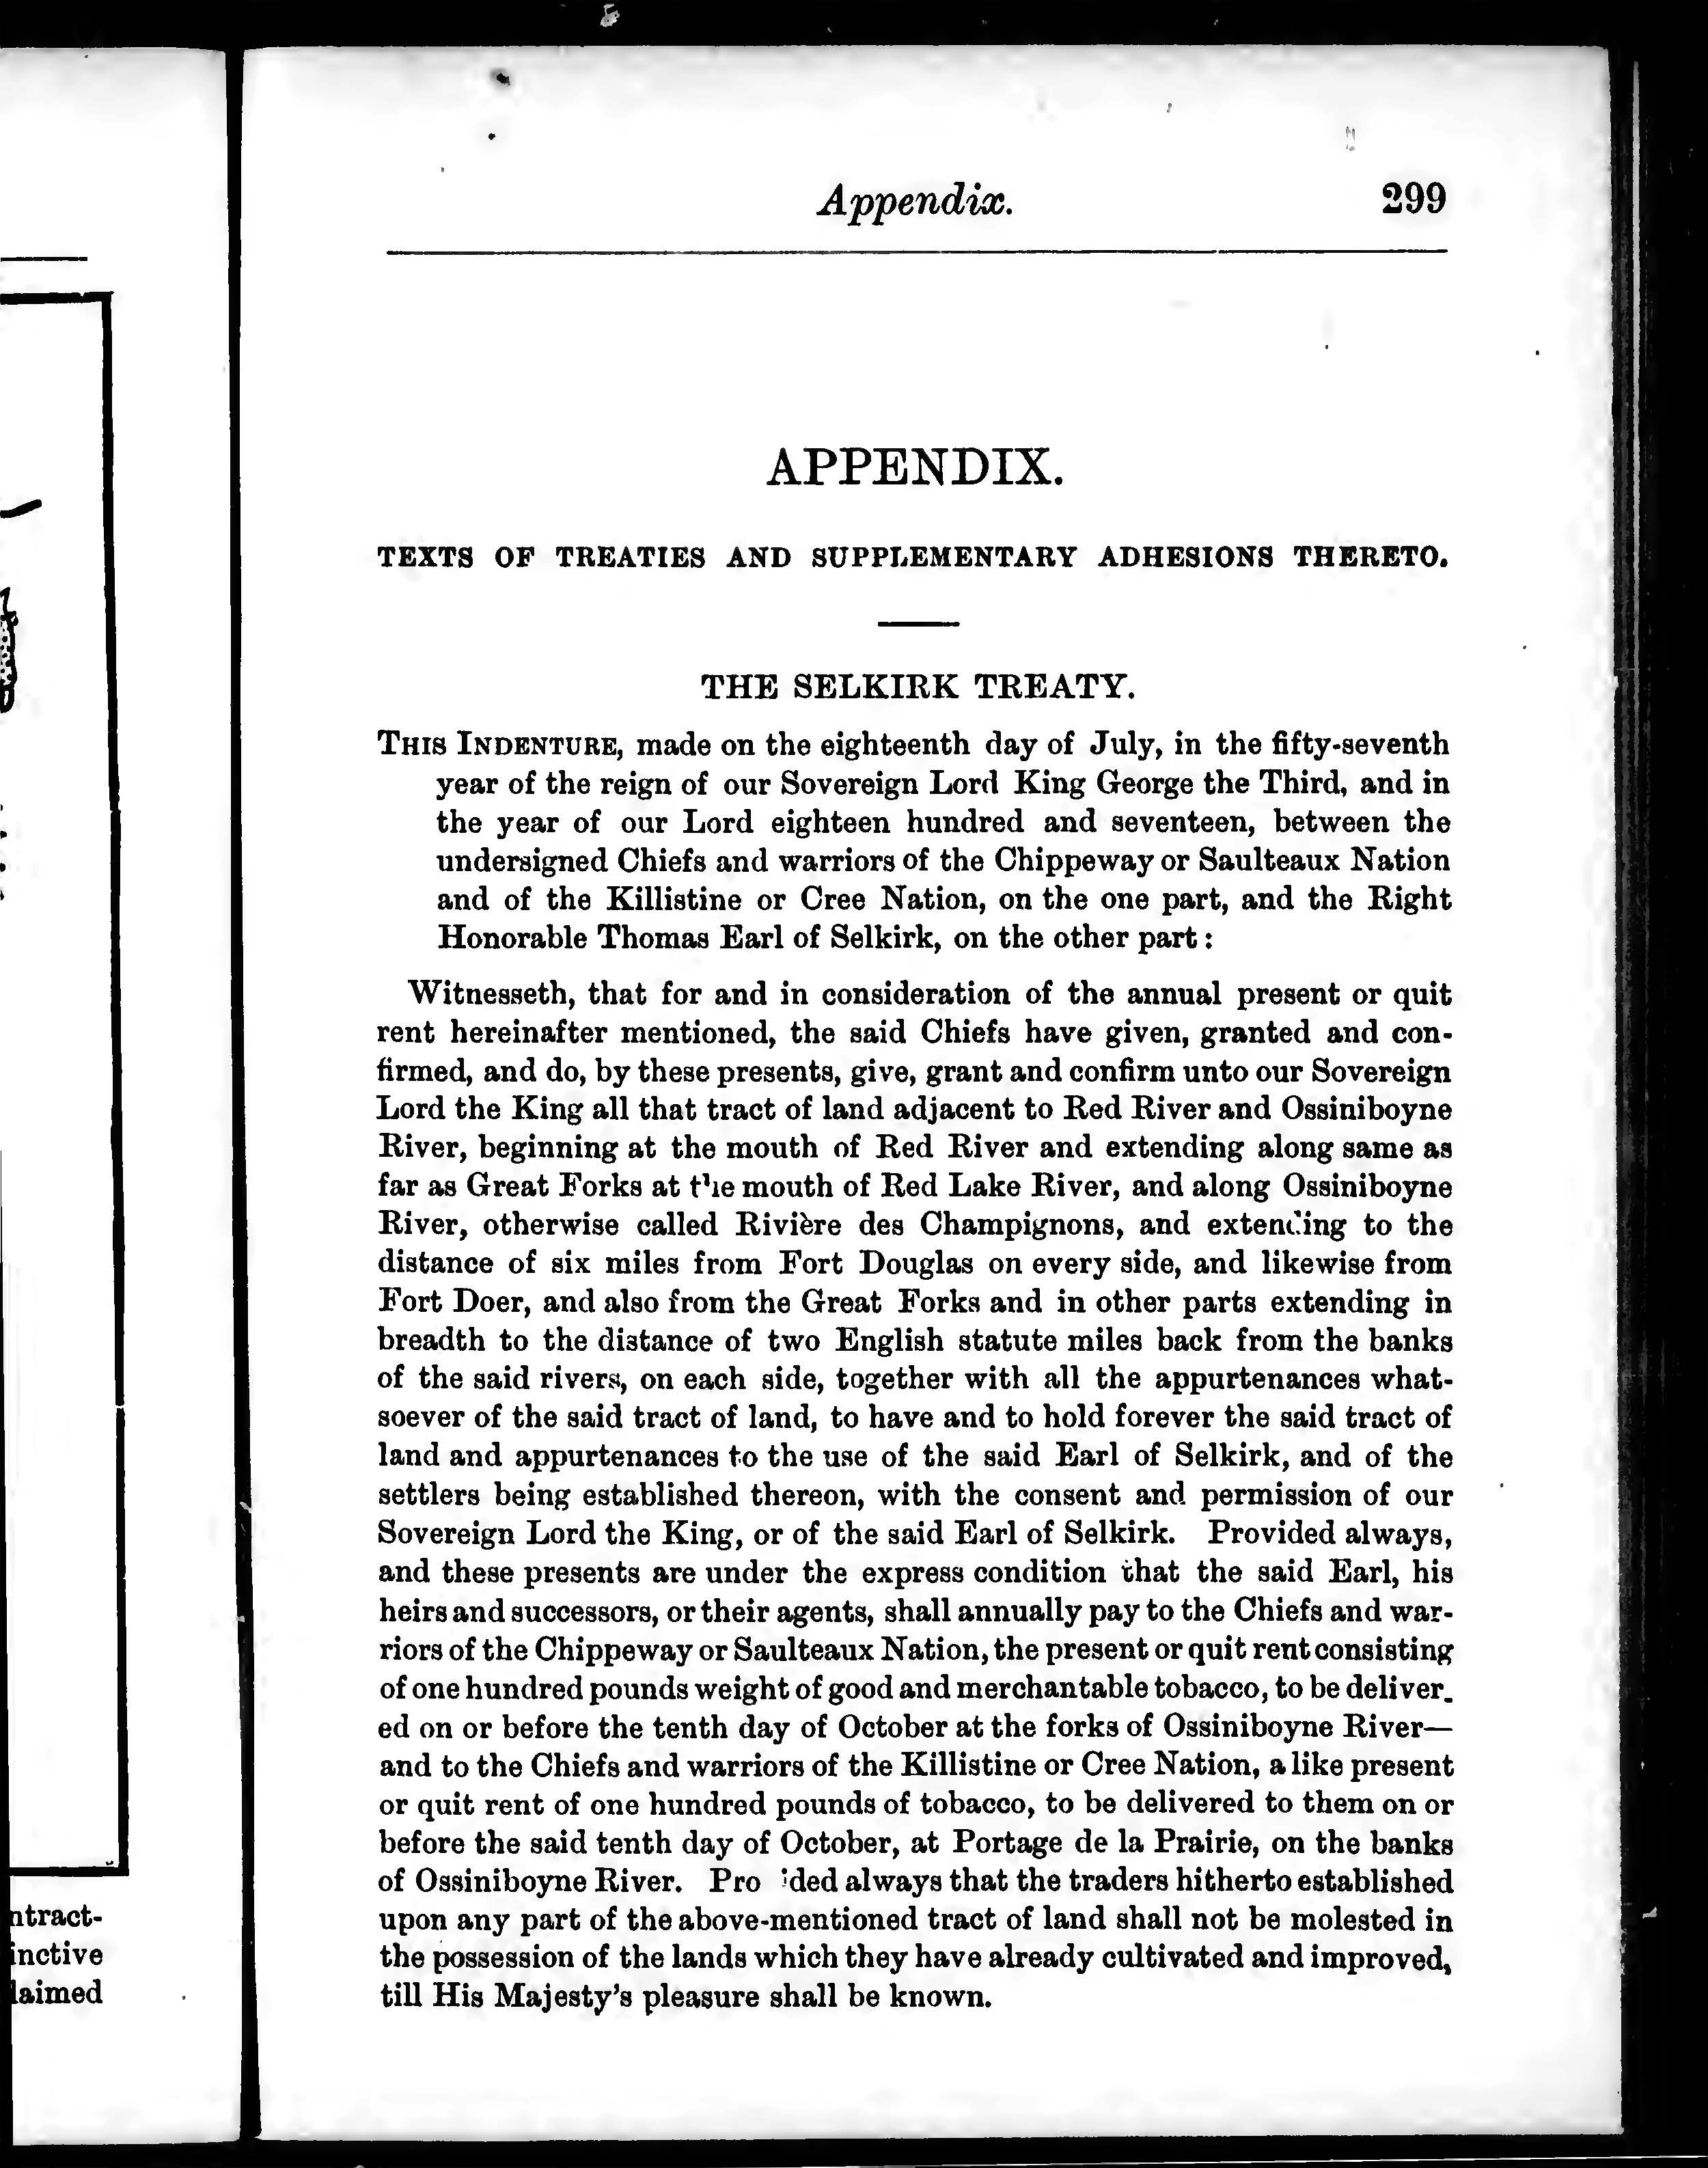 Appendix. 299
APPENDIX.
TEXTS OF TREATIES AND SUPPLEMENTARY ADHESIONS THERETO.
THE SELKIRK TREATY.
THIS INDENTURE, made on the eighteenth day of July, in the fifty-seventh
year of the reign of our Sovereign Lord King George the Third, and in
the year of our Lord eighteen hundred and seventeen, between the
undersigned Chiefs and warriors of the Chippeway or Saulteaux Nation
and of the Killistine or Cree Nation, on the one part, and the Right
Honorable Thomas Earl of Selkirk, on the other part :
Witnesseth, that for and in consideration of the annual present or quit
rent hereinafter mentioned, the said Chiefs have given, granted and con-
firmed, and do, by these presents, give, grant and confirm unto our Sovereign
Lord the King all that tract of land adjacent to Red River and Ossiniboyne
River, beginning at the mouth of Red River and extending along same as
far as Great Forks at the mouth of Red Lake River, and along Ossiniboyne
River, otherwise called Rivière des Champignons, and extending to the
distance of six miles from Fort Douglas on every side, and likewise from
Fort Doer, and also from the Great Forks and in other parts extending in
breadth to the distance of two English statute miles back from the banks
of the said rivers, on each side, together with all the appurtenances what-
soever of the said tract of land, to have and to hold forever the said tract of
land and appurtenances to the use of the said Earl of Selkirk, and of the
settlers being established thereon, with the consent and permission of our
Sovereign Lord the King, or of the said Earl of Selkirk. Provided always,
and these presents are under the express condition that the said Earl, his
heirs and successors, or their agents, shall annually pay to the Chiefs and war-
riors of the Chippeway or Saulteaux Nation, the present or quit rent consisting
of one hundred pounds weight of good and merchantable tobacco, to be deliver-
ed on or before the tenth day of October at the forks of Ossiniboyne River—
and to the Chiefs and warriors of the Killistine or Cree Nation, a like present
or quit rent of one hundred pounds of tobacco, to be delivered to them on or
before the said tenth day of October, at Portage de la Prairie, on the banks
of Ossiniboyne River. Pro ided always that the traders hitherto established
upon any part of the above-mentioned tract of land shall not be molested in
the possession of the lands which they have already cultivated and improved,
till His Majesty's pleasure shall be known.
ntract-
inctive
laimed